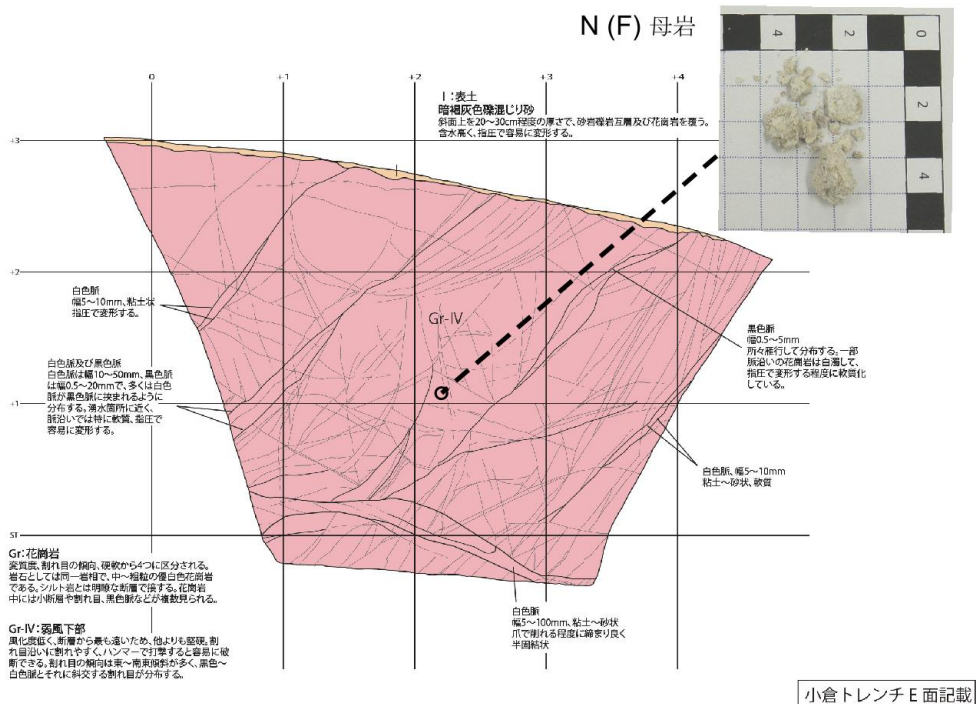 N (F) 母岩
4
2
0
2
4
0
+1
+2
+3
+4
I:表土
暗褐灰色礫混じり砂
斜面上を20~30cm程度の厚さで、砂岩礫岩互層及び花崗岩を覆う。
含水高く、指圧で容易に変形する。
+3
I
+2
白色脈
幅5~10mm、粘土状
指圧で変形する。
Gr-IV
黒色脈
幅0.5~5mm
所々雁行して分布する。一部
脈沿いの花崗岩は白濁して、
指圧で変形する程度に軟質化
している。
白色脈及び黒色脈
白色脈は幅10~50mm、黒色脈
は幅0.5~20mmで、多くは白色
脈が黒色脈に挟まれるように
分布する。湧水箇所に近く、
脈沿いでは特に軟質、指圧で
容易に変形する。
+1
白色脈、幅5~10mm
粘土~砂状、軟質
ST
Gr:花崗岩
変質度、割れ目の傾向、硬軟から4つに区分される。
岩石としては同一岩相で、中~粗粒の優白色花崗岩
である。シルト岩とは明瞭な断層で接する。花崗岩
中には小断層や割れ目、黒色脈などが複数見られる。
白色脈
幅5~100mm、粘土~砂状
爪で削れる程度に締まり良く
半固結状
Gr-IV:弱風下部
風化度低く、断層から最も遠いため、他よりも堅硬。割
れ目沿いに割れやすく、ハンマーで打撃すると容易に破
断できる。割れ目の傾向は東~南東傾斜が多く、黒色~
白色脈とそれに斜交する割れ目が分布する。
小倉トレンチ E 面記載